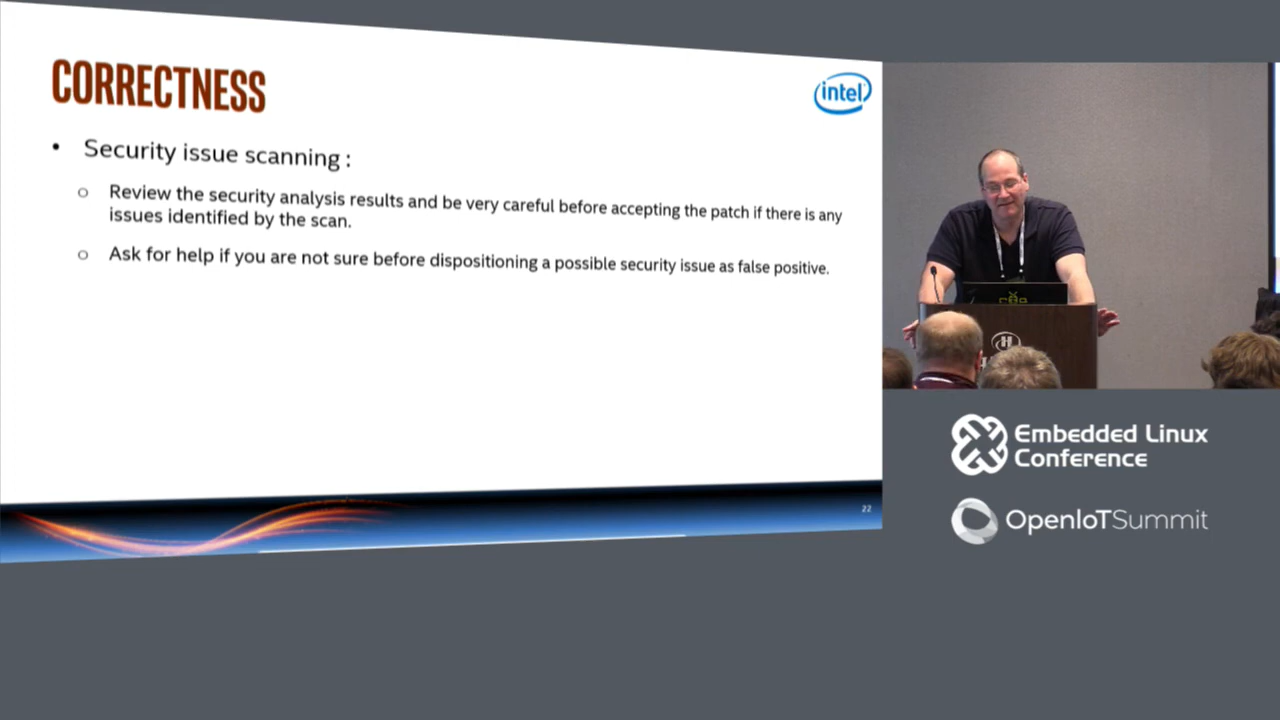 CORRECTNESS
intel
• Security issue scanning :
o Review the security analysis results and be very careful before accepting the patch if there is any
issues identified by the scan.
o Ask for help if you are not sure before dispositioning a possible security issue as false positive.
22
H
Embedded Linux
Conference
OpenIoTSummit